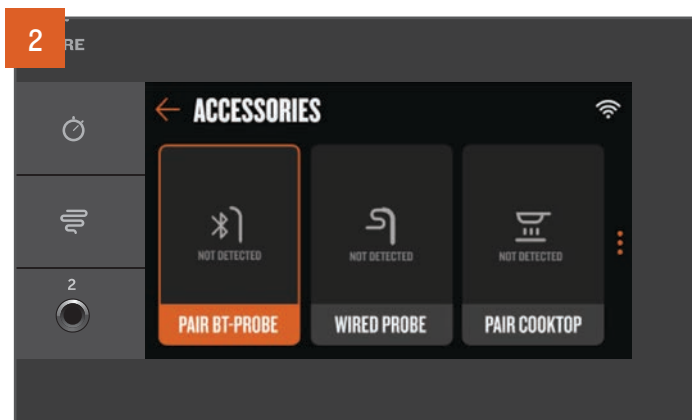 2
RE
ACCESSORIES
NOT DETECTED
NOT DETECTED
NOT DETECTED
2
PAIR BT-PROBE
WIRED PROBE
PAIR COOKTOP